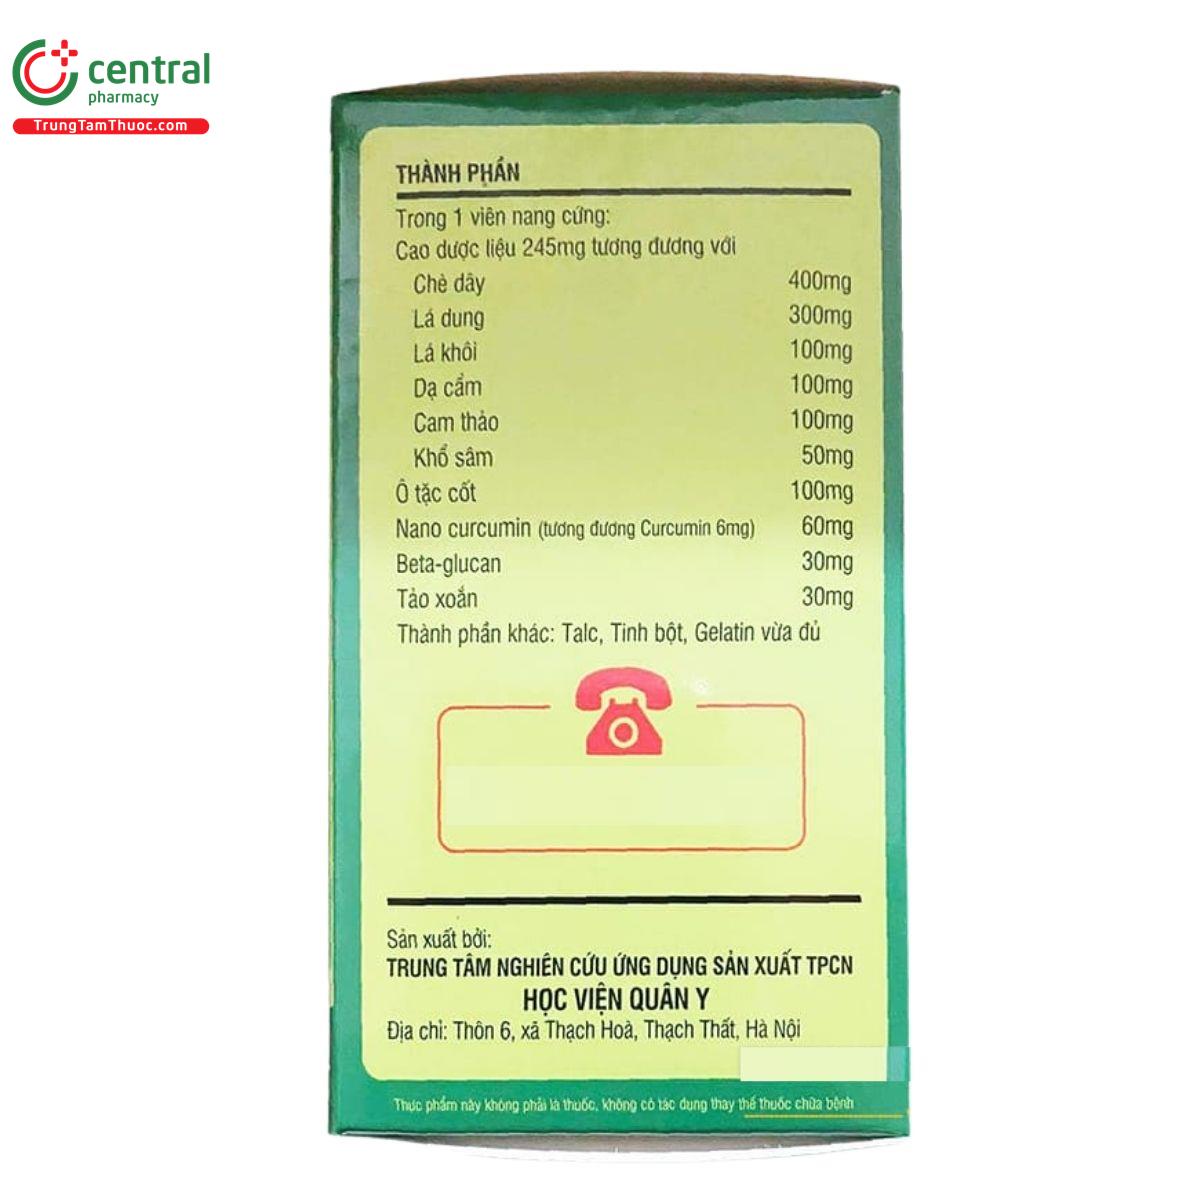 central
pharmacy
TrungTamThuoc.com
THÀNH PHẦN
Trong 1 viên nang cứng:
Cao dược liệu 245mg tương đương với
Chè dây 400mg
Lá dung 300mg
Lá khôi 100mg
Dạ cẩm 100mg
Cam thảo 100mg
Khổ sâm 50mg
Ô tặc cốt 100mg
Nano curcumin (tương đương Curcumin 6mg) 60mg
Beta-glucan 30mg
Tảo xoắn 30mg
Thành phần khác: Talc, Tinh bột, Gelatin vừa đủ
Sản xuất bởi:
TRUNG TÂM NGHIÊN CỨU ỨNG DỤNG SẢN XUẤT TPCN
HỌC VIỆN QUÂN Y
Địa chỉ: Thôn 6, xã Thạch Hoà, Thạch Thất, Hà Nội
Thực phẩm này không phải là thuốc, không có tác dụng thay thế thuốc chữa bệnh